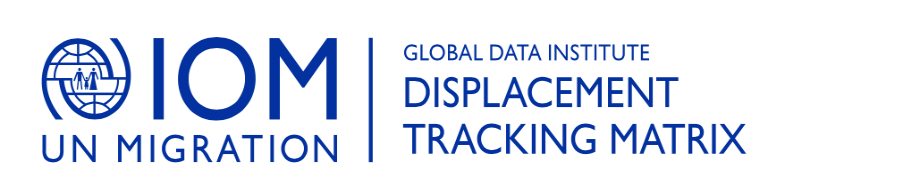 IOM
UN MIGRATION
GLOBAL DATA INSTITUTE
DISPLACEMENT
TRACKING MATRIX